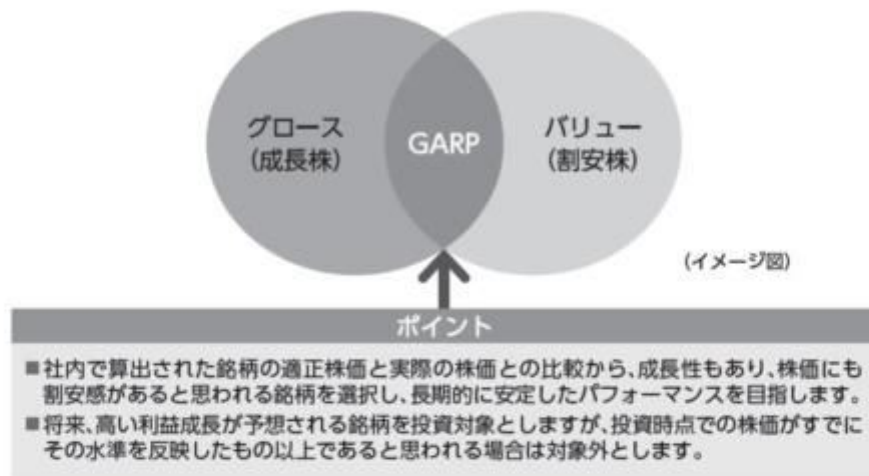 グロース
(成長株)
GARP
バリュー
(割安株)
(イメージ図)
ポイント
■社内で算出された銘柄の適正株価と実際の株価との比較から、成長性もあり、株価にも
割安感があると思われる銘柄を選択し、長期的に安定したパフォーマンスを目指します。
■将来、高い利益成長が予想される銘柄を投資対象としますが、投資時点での株価がすでに
その水準を反映したもの以上であると思われる場合は対象外とします。